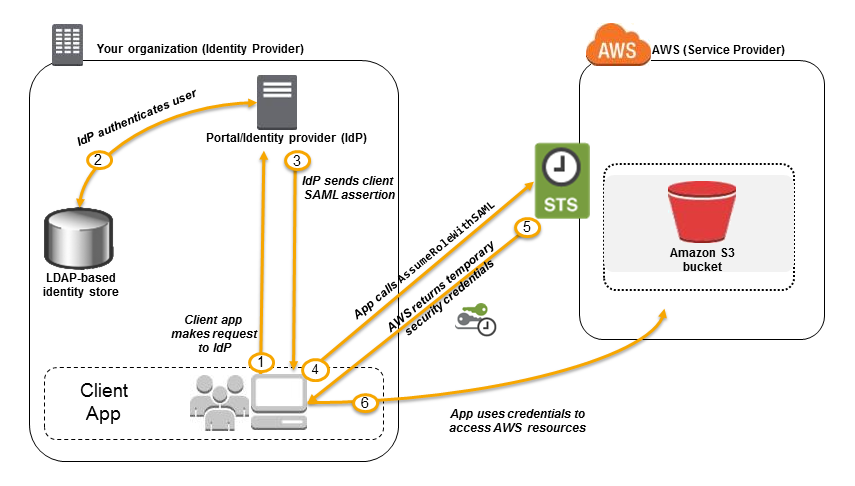 Your organization (Identity Provider)
AWS
AWS (Service Provider)
IdP authenticates user
Portal/Identity provider (IdP)
2
3
IdP sends client
SAML assertion
STS
5
Amazon S3
bucket
LDAP-based
identity store
App calls AssumeRoleWithSAML
AWS returns temporary
security credentials
Client app
makes request
to IdP
1
4
Client
App
6
App uses credentials to
access AWS resources